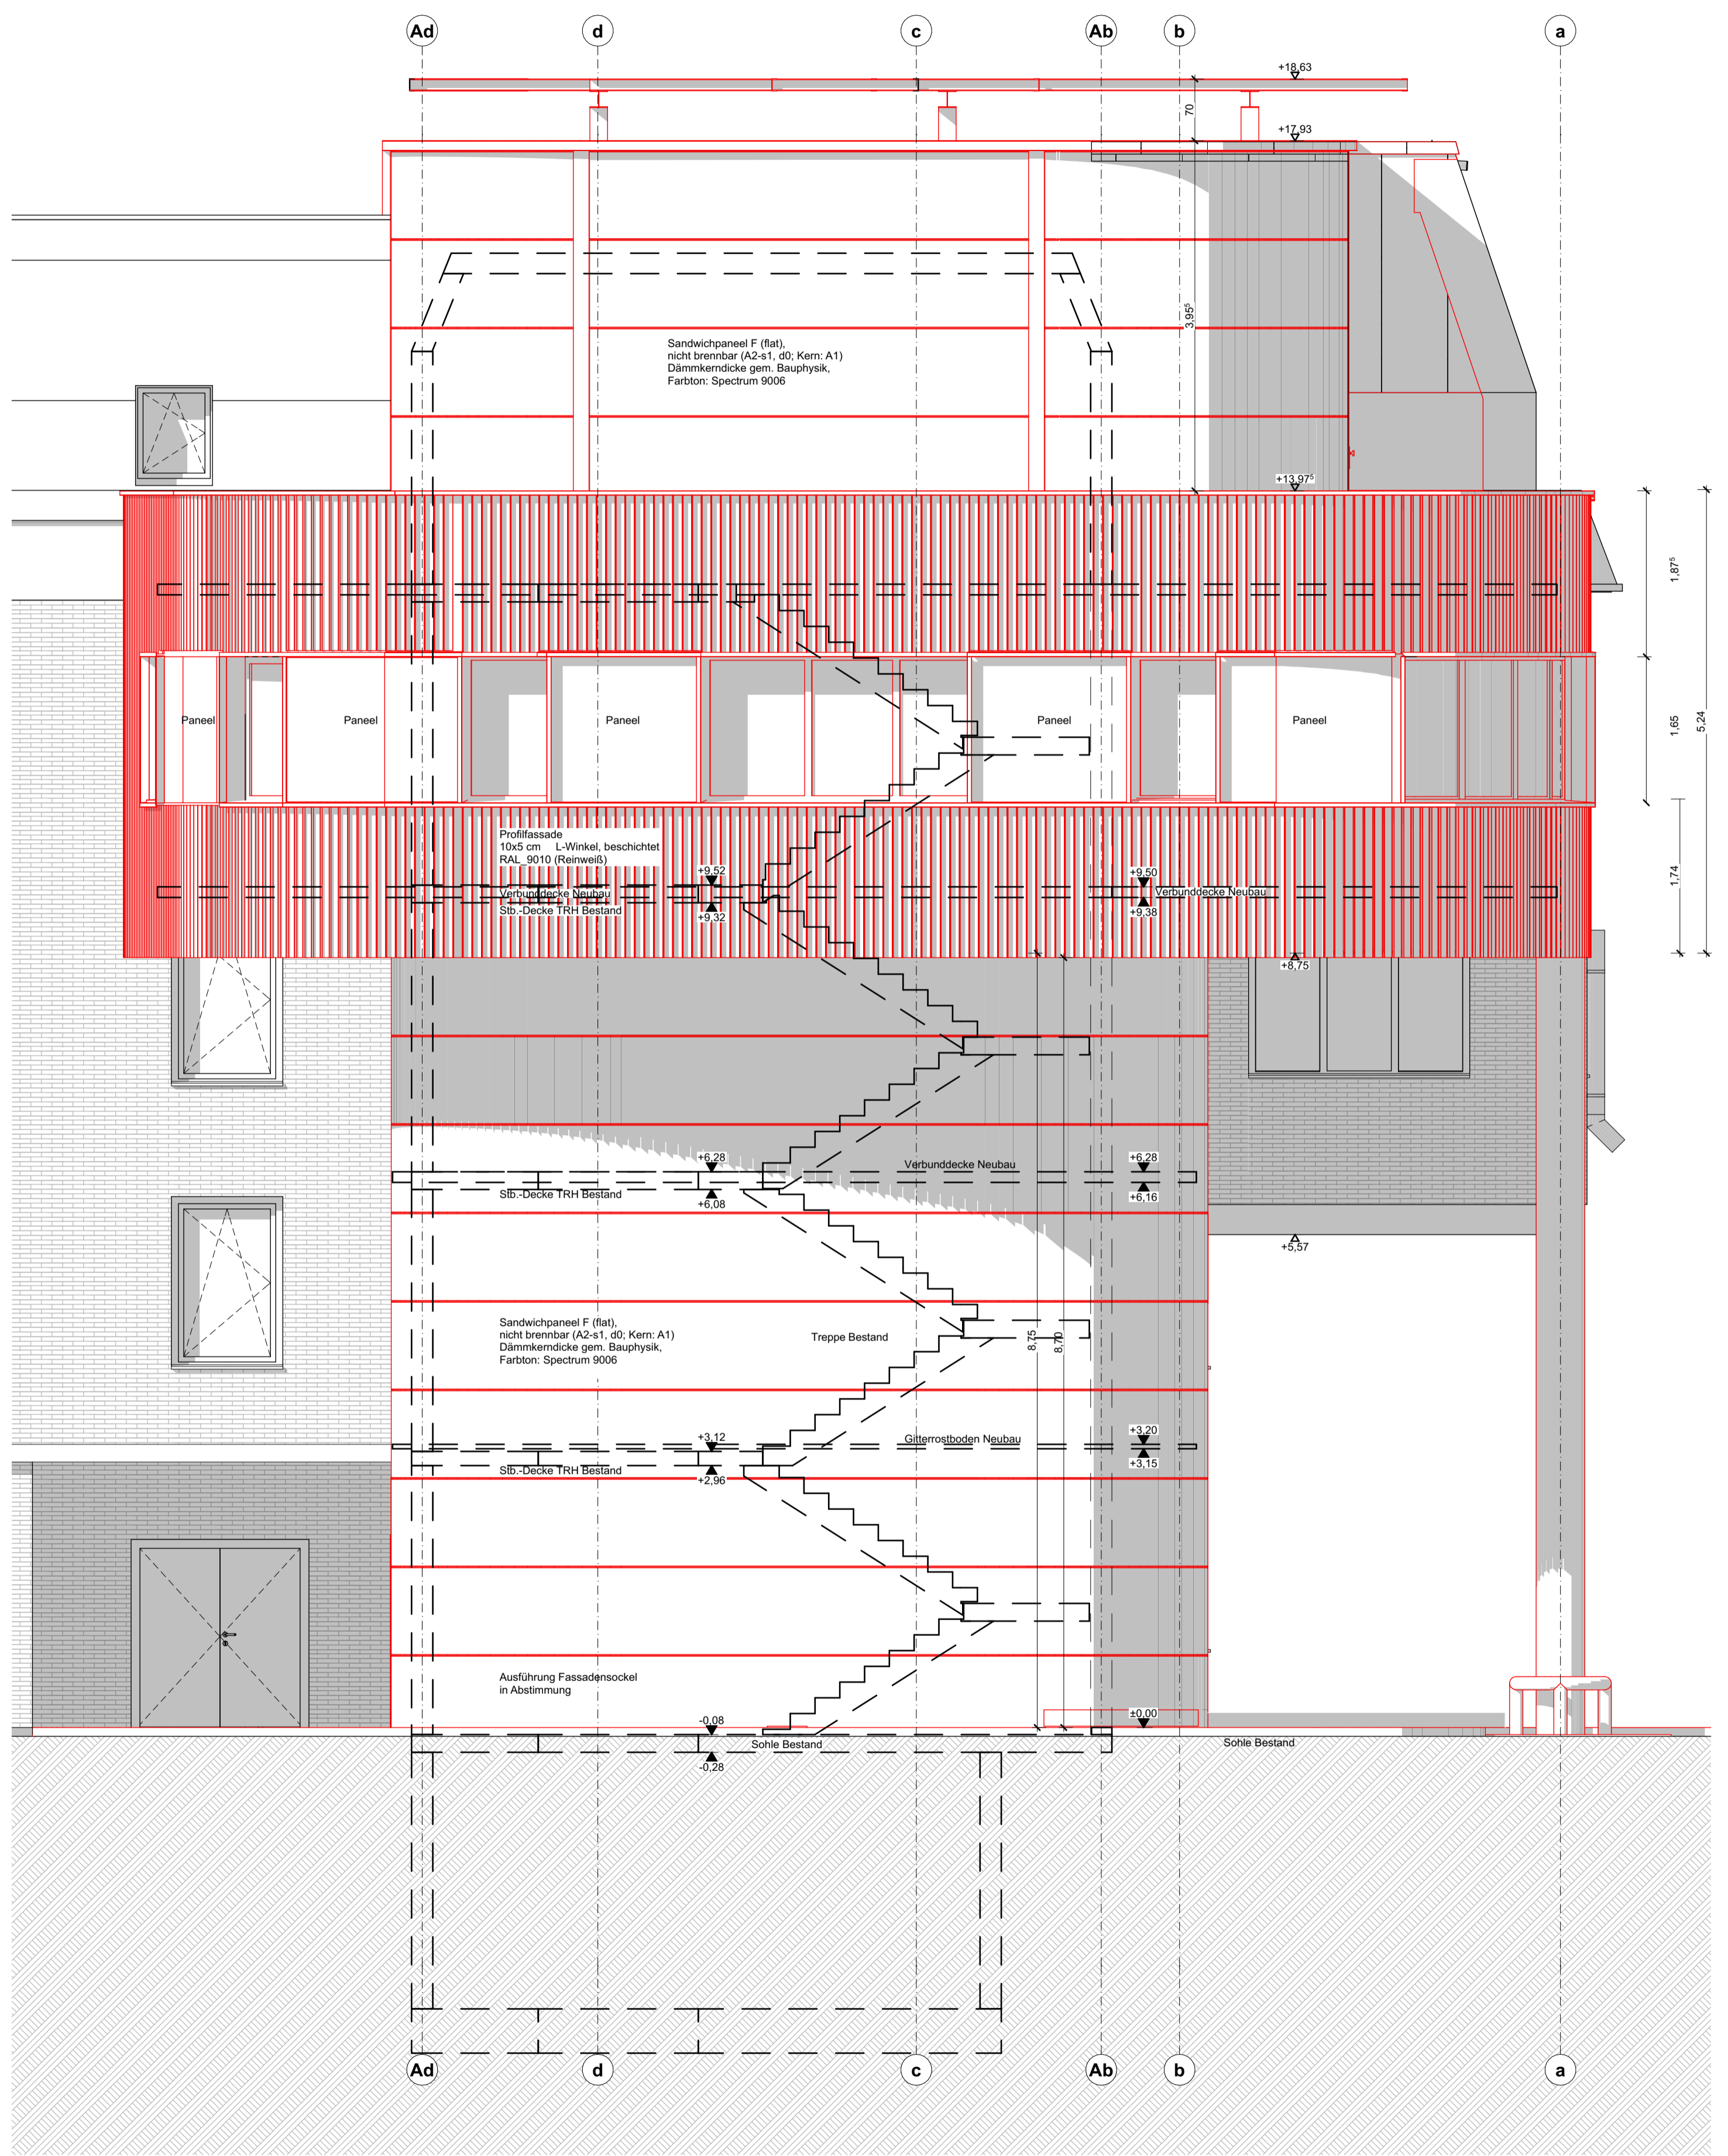 Ad
d
c
Ab
b
a
+18,63
70
+17,93
3,95⁵
Sandwichpaneel F (flat),
nicht brennbar (A2-s1, d0; Kern: A1)
Dämmkerndicke gem. Bauphysik,
Farbton: Spectrum 9006
+13,97⁵
1,87⁵
1,65
5,24
1,74
Paneel
Paneel
Paneel
Paneel
Paneel
Profilfassade
10x5 cm L-Winkel, beschichtet
RAL_9010 (Reinweiß)
+9,52
+9,50
Verbunddecke Neubau
Verbunddecke Neubau
Stb.-Decke TRH Bestand
+9,32
+9,38
+8,75
+6,28
Verbunddecke Neubau
+6,28
Stb.-Decke TRH Bestand
+6,08
+6,16
+5,57
Sandwichpaneel F (flat),
nicht brennbar (A2-s1, d0; Kern: A1)
Dämmkerndicke gem. Bauphysik,
Farbton: Spectrum 9006
Treppe Bestand
8,75
8,70
+3,12
Gitterrostboden Neubau
+3,20
Stb.-Decke TRH Bestand
+2,96
+3,15
Ausführung Fassadensockel
in Abstimmung
-0,08
±0,00
Sohle Bestand
Sohle Bestand
-0,28
Ad
d
c
Ab
b
a